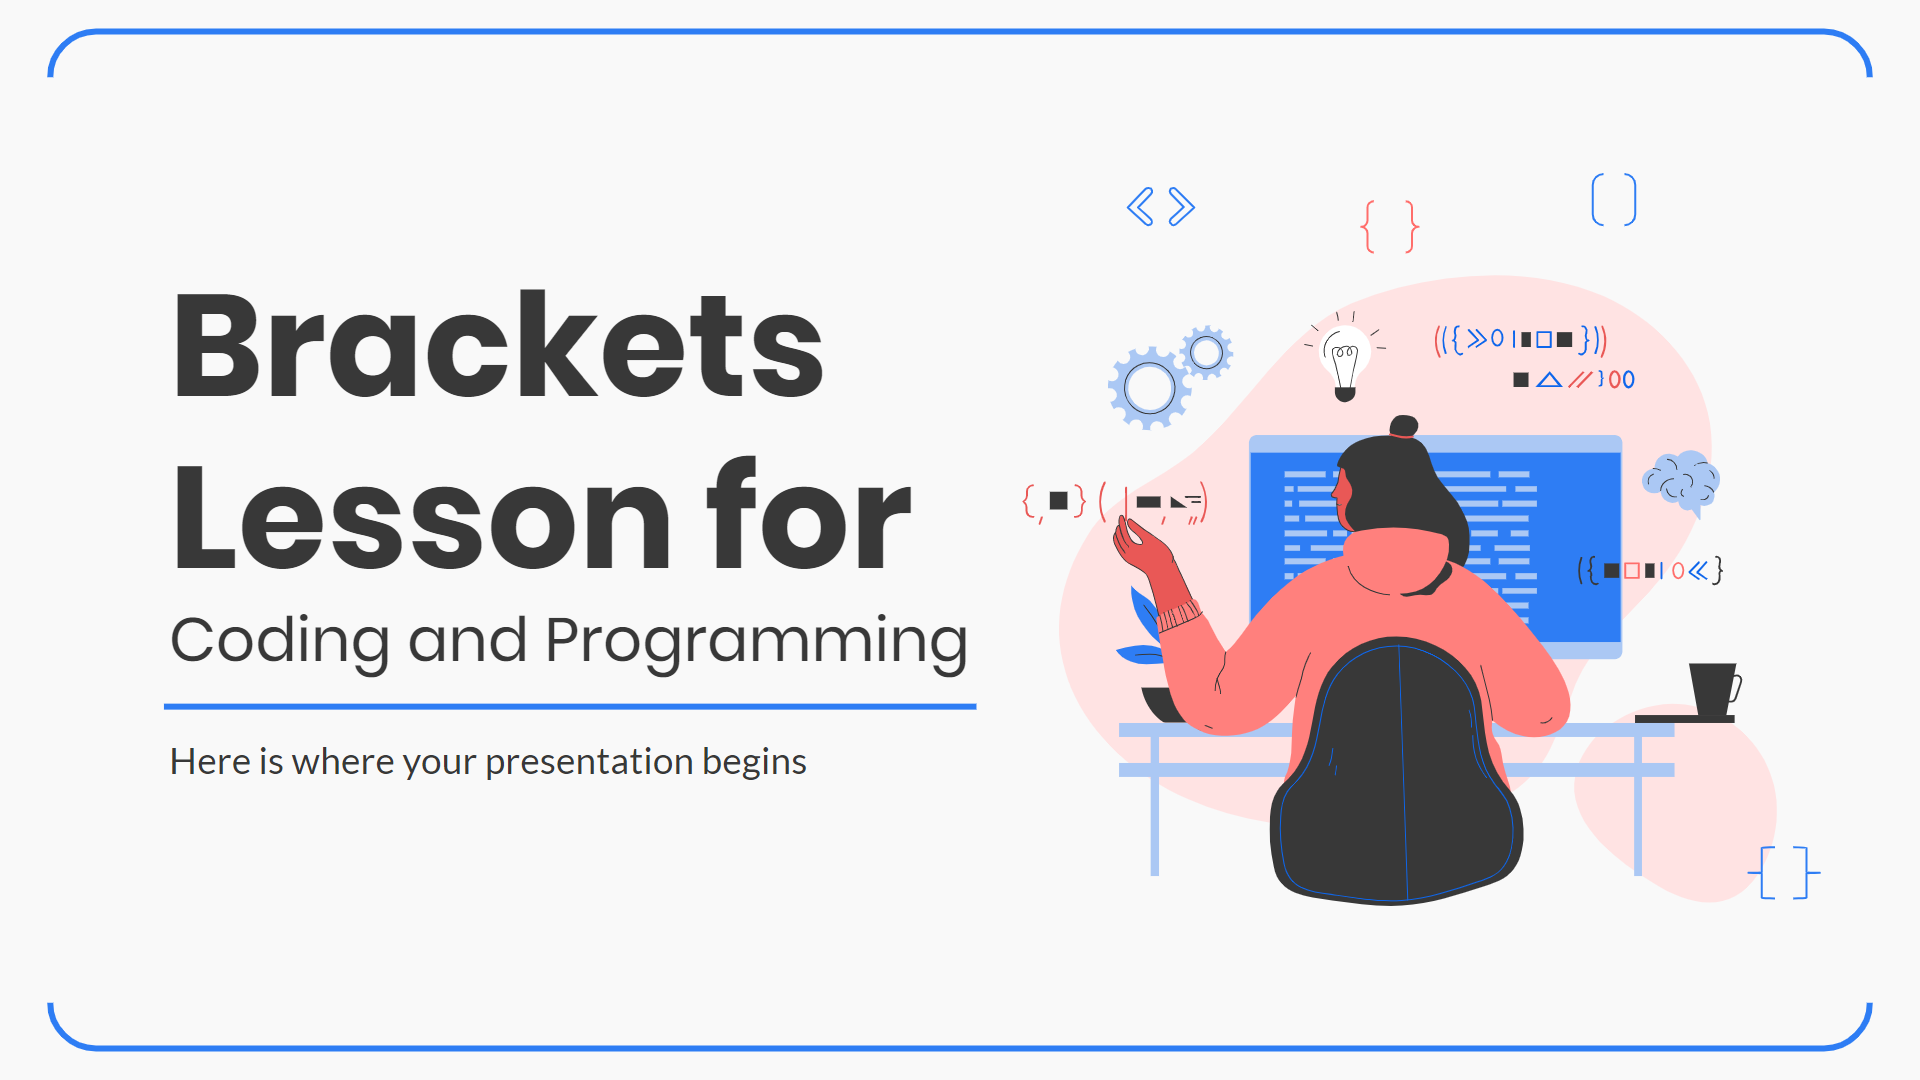 Brackets
Lesson for
Coding and Programming
Here is where your presentation begins